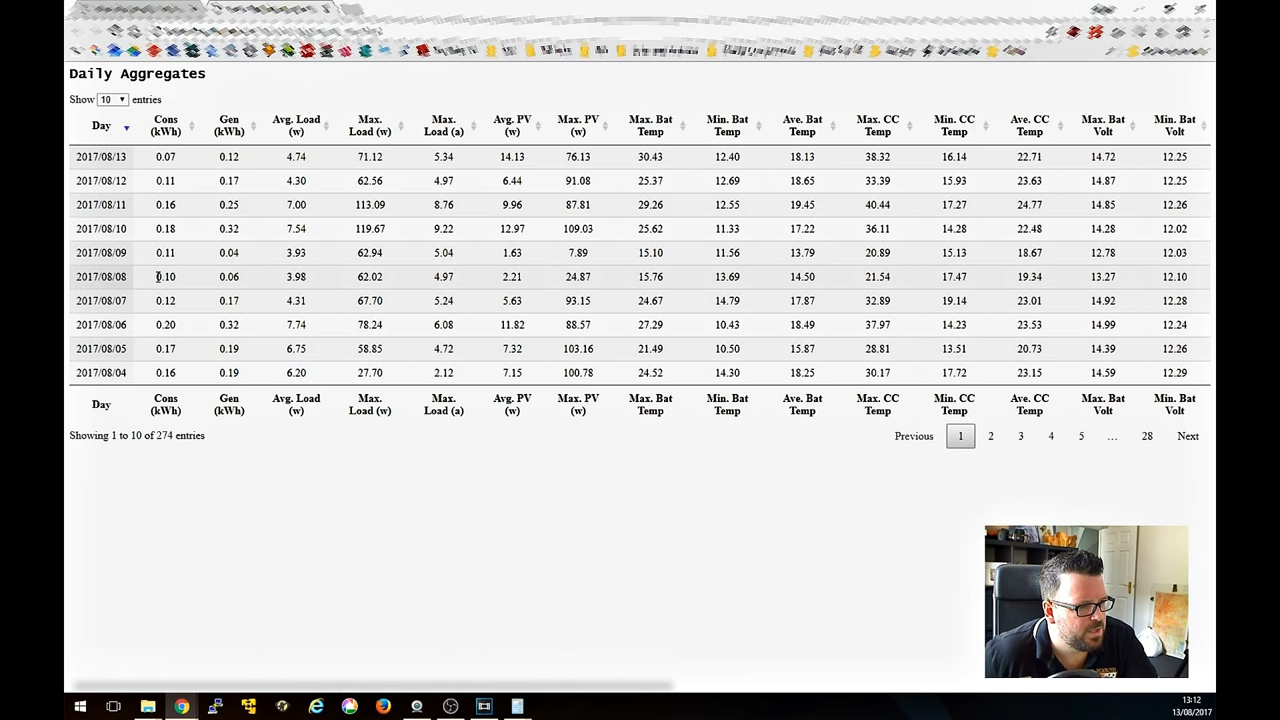 Daily Aggregates
Show 10 entries
Day Cons (kWh) Gen (kWh) Avg. Load (w) Max. Load (w) Max. Load (a) Avg. PV (w) Max. PV (w) Max. Bat Temp Min. Bat Temp Ave. Bat Temp Max. CC Temp Min. CC Temp Ave. CC Temp Max. Bat Volt Min. Bat Volt
2017/08/13 0.07 0.12 4.74 71.12 5.34 14.13 76.13 30.43 12.40 18.13 38.32 16.14 22.71 14.72 12.25
2017/08/12 0.11 0.17 4.30 62.56 4.97 6.44 91.08 25.37 12.69 18.65 33.39 15.93 23.63 14.87 12.25
2017/08/11 0.16 0.25 7.00 113.09 8.76 9.96 87.81 29.26 12.55 19.45 40.44 17.27 24.77 14.85 12.26
2017/08/10 0.18 0.32 7.54 119.67 9.22 12.97 109.03 25.62 11.33 17.22 36.11 14.28 22.48 14.28 12.02
2017/08/09 0.11 0.04 3.93 62.94 5.04 1.63 7.89 15.10 11.56 13.79 20.89 15.13 18.67 12.78 12.03
2017/08/08 0.10 0.06 3.98 62.02 4.97 2.21 24.87 15.76 13.69 14.50 21.54 17.47 19.34 13.27 12.10
2017/08/07 0.12 0.17 4.31 67.70 5.24 5.63 93.15 24.67 14.79 17.87 32.89 19.14 23.01 14.92 12.28
2017/08/06 0.20 0.32 7.74 78.24 6.08 11.82 88.57 27.29 10.43 18.49 37.97 14.23 23.53 14.99 12.24
2017/08/05 0.17 0.19 6.75 58.85 4.72 7.32 103.16 21.49 10.50 15.87 28.81 13.51 20.73 14.39 12.26
2017/08/04 0.16 0.19 6.20 27.70 2.12 7.15 100.78 24.52 14.30 18.25 30.17 17.72 23.15 14.59 12.29
Day Cons (kWh) Gen (kWh) Avg. Load (w) Max. Load (w) Max. Load (a) Avg. PV (w) Max. PV (w) Max. Bat Temp Min. Bat Temp Ave. Bat Temp Max. CC Temp Min. CC Temp Ave. CC Temp Max. Bat Volt Min. Bat Volt
Showing 1 to 10 of 274 entries
Previous 1 2 3 4 5 … 28 Next
13:12
13/08/2017